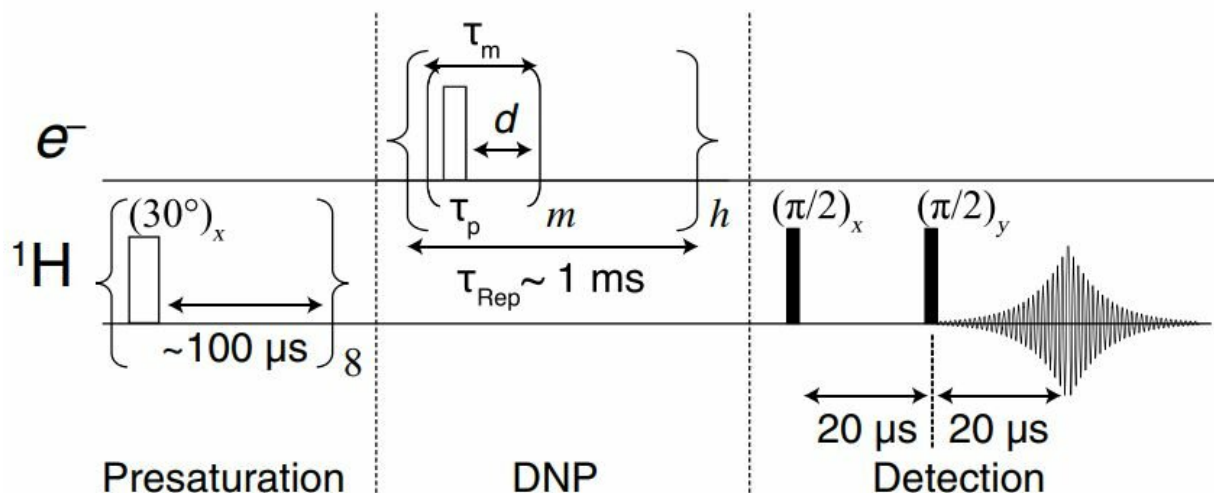 τm
d
e–
(30°)x
τp
m
h
(π/2)x
(π/2)y
1H
τRep~ 1 ms
~100 µs
8
20 µs
20 µs
Presaturation
DNP
Detection